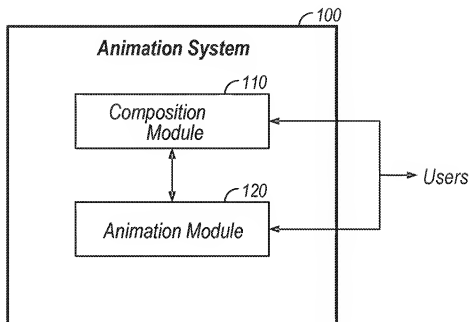 100
Animation System
110
Composition
Module
Users
120
Animation Module